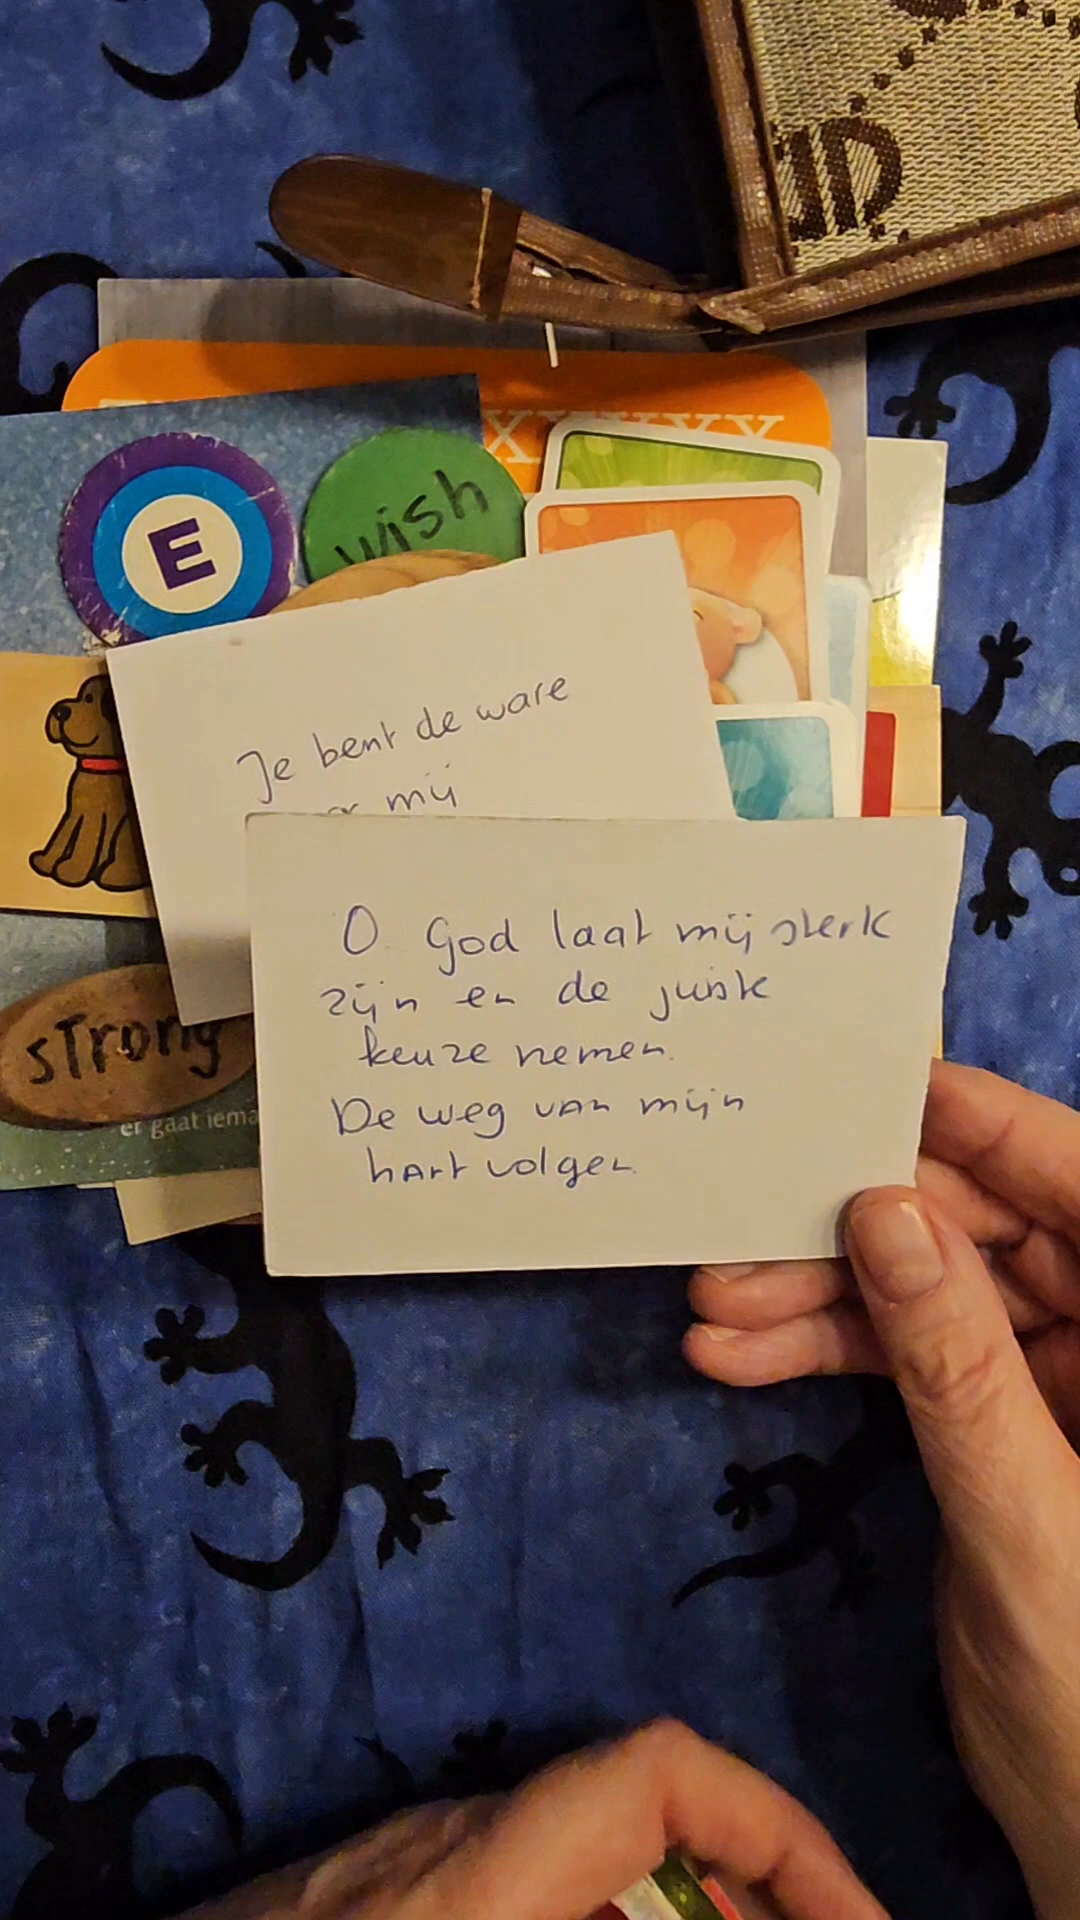 E
wish
Je bent de ware
mij
O God laat mij sterk
zijn en de juiste
keuze nemen.
De weg van mijn
hart volgen.
strong
er gaat iema